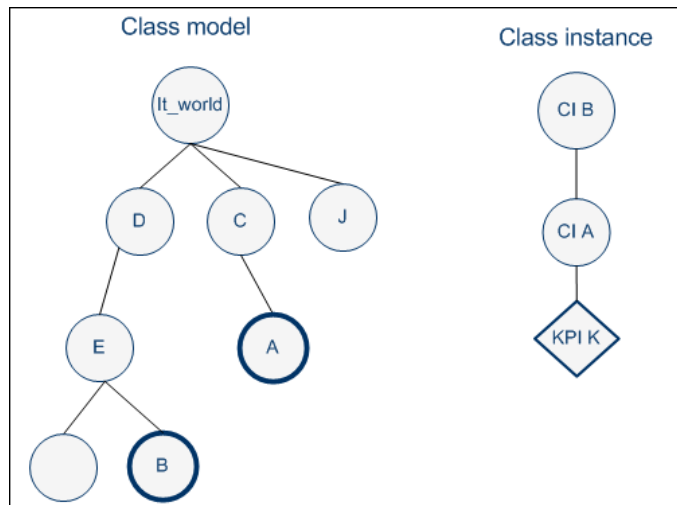 Class model
Class instance
It_world
CI B
D
C
J
CI A
E
A
KPI K
B